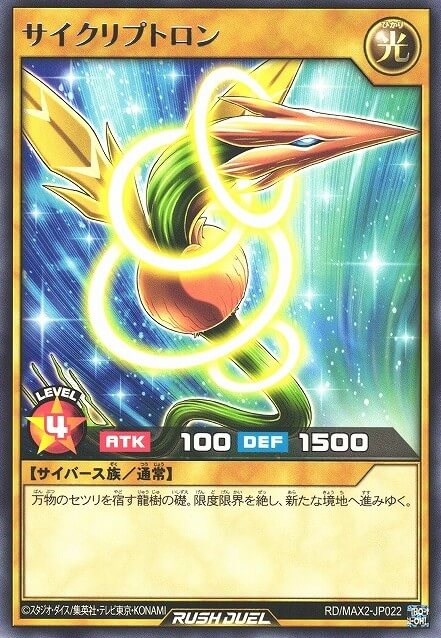 サイクリプトロン
ひかり
光
LEVEL
4
ATK 100 DEF 1500
【サイバース族／通常】
万物のセツリを宿す龍樹の礎。限度限界を絶し、新たな境地へ進みゆく。
©スタジオ・ダイス/集英社・テレビ東京・KONAMI
RUSH DUEL
RD/MAX2-JP022